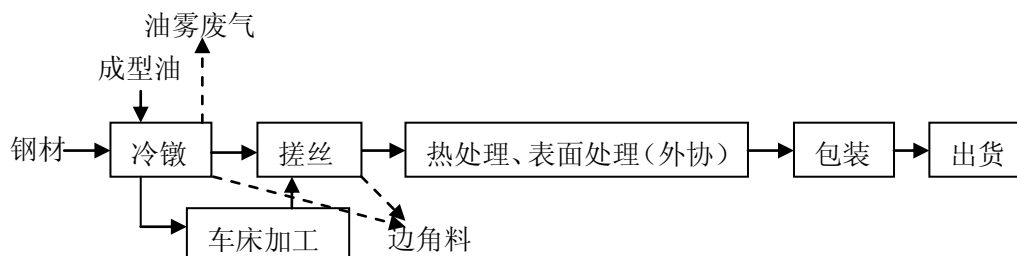 油雾废气
成型油
钢材
冷镦
搓丝
热处理、表面处理（外协）
包装
出货
车床加工
边角料